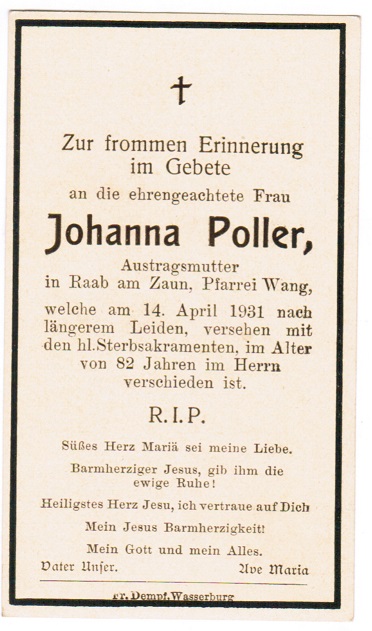 Zur frommen Erinnerung
im Gebete
an die ehrengeachtete Frau
Johanna Poller,
Austragsmutter
in Raab am Zaun, Pfarrei Wang,
welche am 14. April 1931 nach
längerem Leiden, versehen mit
den hl. Sterbsakramenten, im Alter
von 82 Jahren im Herrn
verschieden ist.
R. I. P.
Süßes Herz Mariä sei meine Liebe.
Barmherziger Jesus, gib ihm die
ewige Ruhe!
Heiligstes Herz Jesu, ich vertraue auf Dich
Mein Jesus Barmherzigkeit!
Mein Gott und mein Alles.
Vater Unser. Ave Maria
Fr. Dempf, Wasserburg